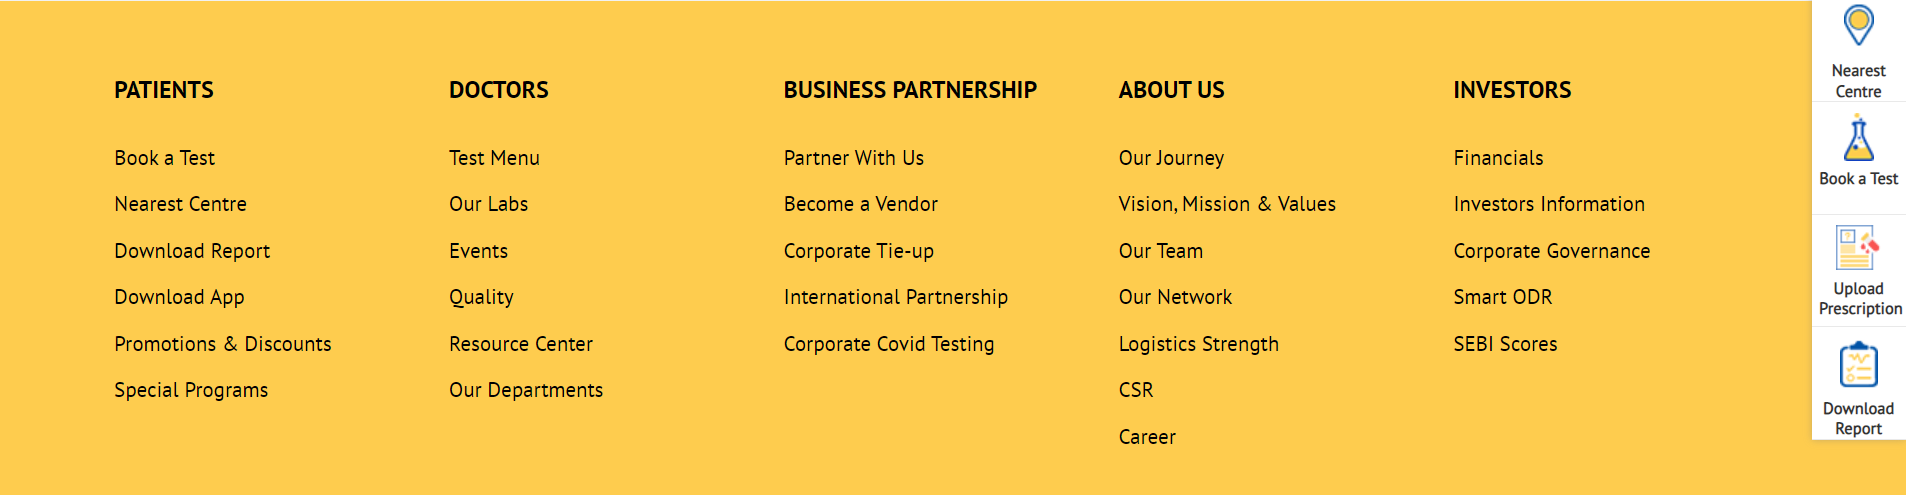 PATIENTS
Book a Test
Nearest Centre
Download Report
Download App
Promotions & Discounts
Special Programs
DOCTORS
Test Menu
Our Labs
Events
Quality
Resource Center
Our Departments
BUSINESS PARTNERSHIP
Partner With Us
Become a Vendor
Corporate Tie-up
International Partnership
Corporate Covid Testing
ABOUT US
Our Journey
Vision, Mission & Values
Our Team
Our Network
Logistics Strength
CSR
Career
INVESTORS
Financials
Investors Information
Corporate Governance
Smart ODR
SEBI Scores
Nearest
Centre
Book a Test
Upload
Prescription
Download
Report